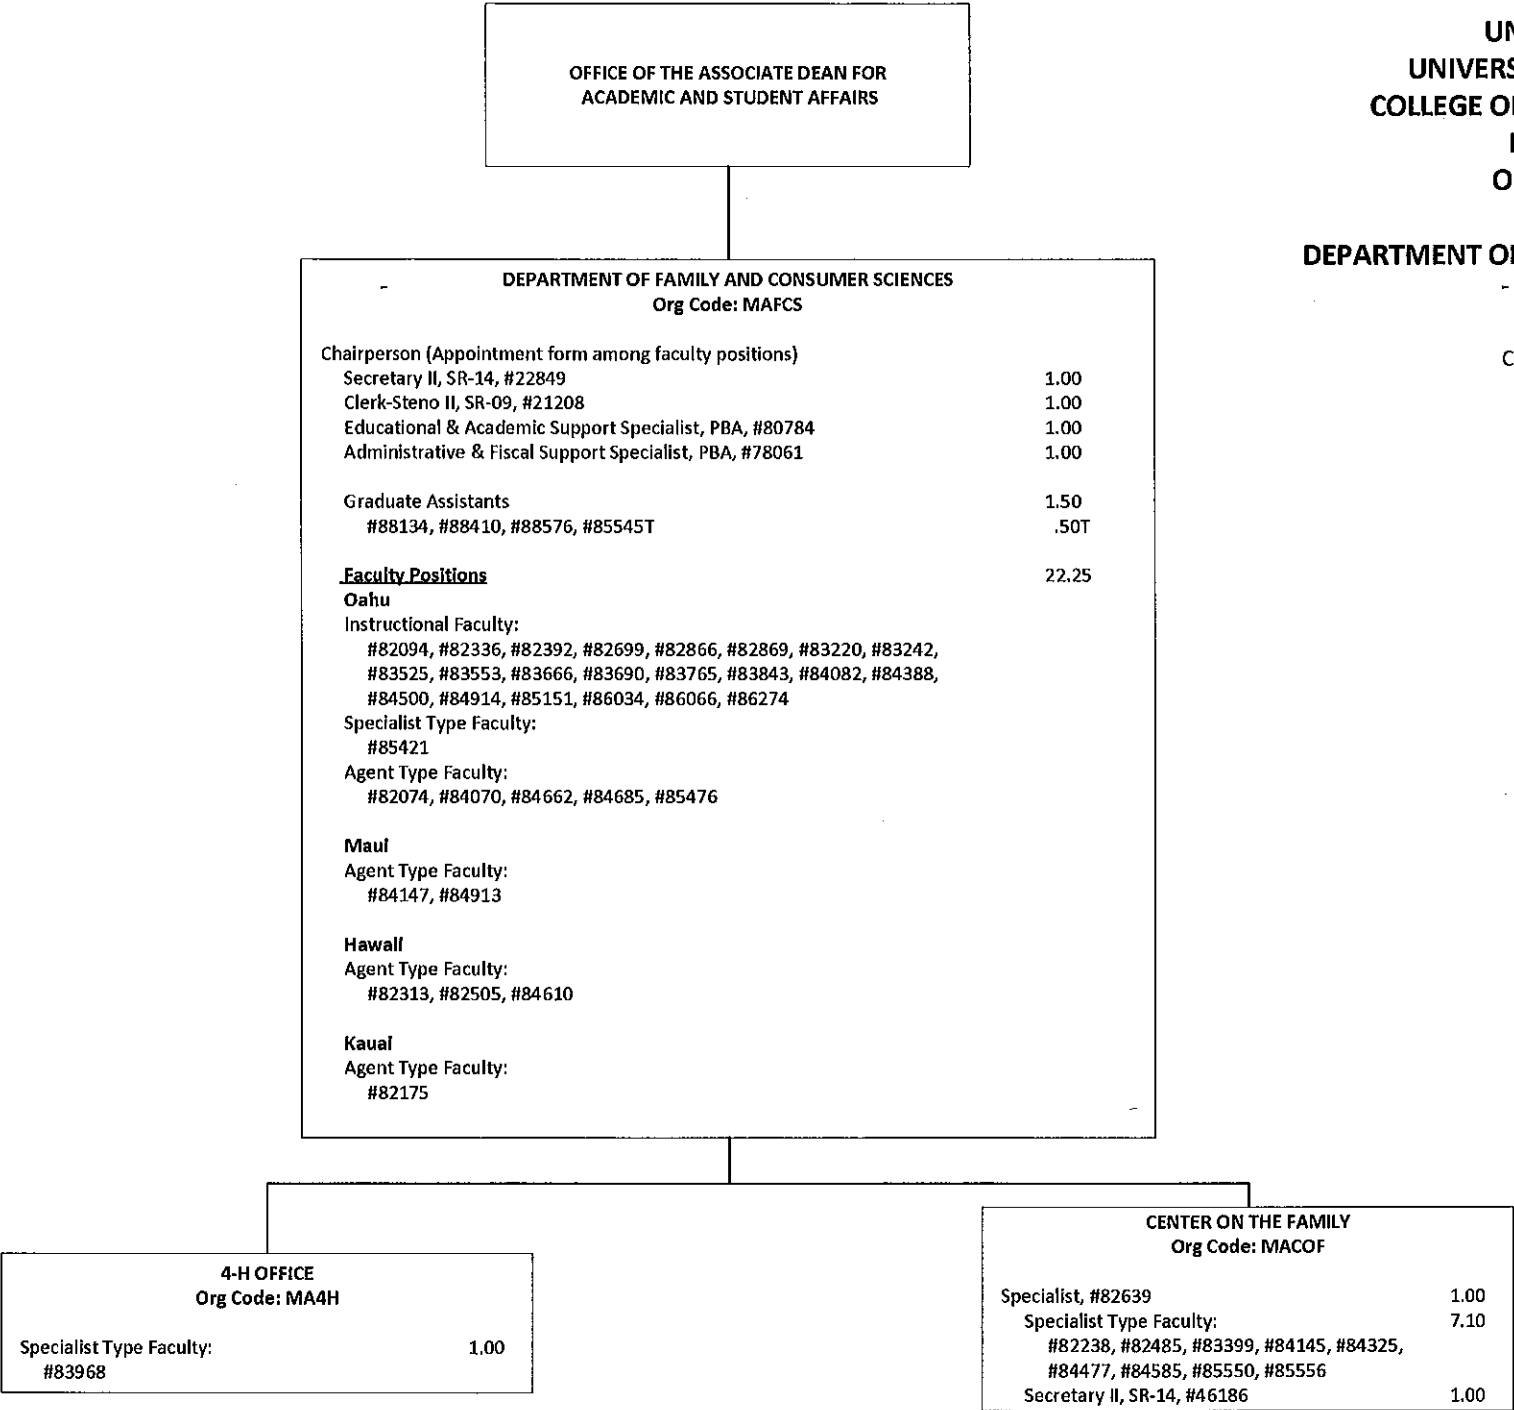 OFFICE OF THE ASSOCIATE DEAN FOR
ACADEMIC AND STUDENT AFFAIRS
COLLEGE
DEPARTMENT
DEPARTMENT OF FAMILY AND CONSUMER SCIENCES
Org Code: MAFCS
Chairperson (Appointment form among faculty positions)
Secretary II, SR-14, #22849 1.00
Clerk-Steno II, SR-09, #21208 1.00
Educational & Academic Support Specialist, PBA, #80784 1.00
Administrative & Fiscal Support Specialist, PBA, #78061 1.00
Graduate Assistants 1.50
#88134, #88410, #88576, #85545T .50T
Faculty Positions 22.25
Oahu
Instructional Faculty:
#82094, #82336, #82392, #82699, #82866, #82869, #83220, #83242,
#83525, #83553, #83666, #83690, #83765, #83843, #84082, #84388,
#84500, #84914, #85151, #86034, #86066, #86274
Specialist Type Faculty:
#85421
Agent Type Faculty:
#82074, #84070, #84662, #84685, #85476
Maui
Agent Type Faculty:
#84147, #84913
Hawaii
Agent Type Faculty:
#82313, #82505, #84610
Kauai
Agent Type Faculty:
#82175
4-H OFFICE
Org Code: MA4H
Specialist Type Faculty: 1.00
#83968
CENTER ON THE FAMILY
Org Code: MACOF
Specialist, #82639 1.00
Specialist Type Faculty: 7.10
#82238, #82485, #83399, #84145, #84325,
#84477, #84585, #85550, #85556
Secretary II, SR-14, #46186 1.00